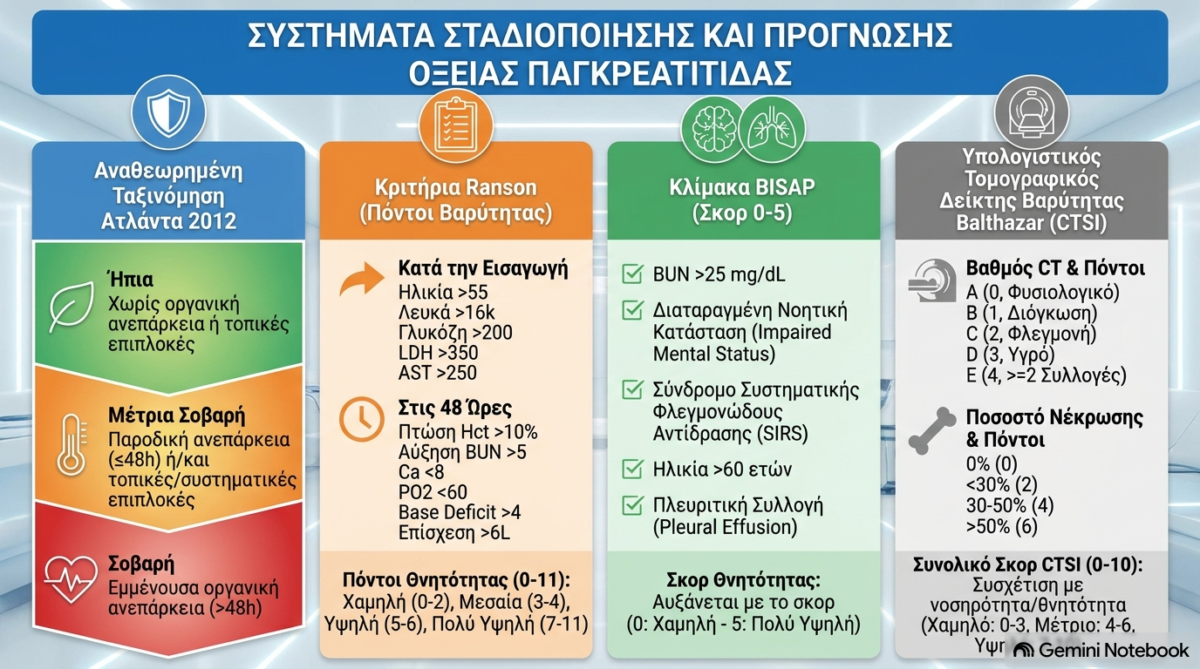 ΣΥΣΤΗΜΑΤΑ ΣΤΑΔΙΟΠΟΙΗΣΗΣ ΚΑΙ ΠΡΟΓΝΩΣΗΣ
ΟΞΕΙΑΣ ΠΑΓΚΡΕΑΤΙΤΙΔΑΣ
Αναθεωρημένη
Ταξινόμηση
Ατλάντα 2012
Ήπια
Χωρίς οργανική
ανεπάρκεια ή τοπικές
επιπλοκές
Μέτρια Σοβαρή
Παροδική ανεπάρκεια
(≤48h) ή/και
τοπικές/συστηματικές
επιπλοκές
Σοβαρή
Εμμένουσα οργανική
ανεπάρκεια (>48h)
Κριτήρια Ranson
(Πόντοι Βαρύτητας)
Κατά την Εισαγωγή
Ηλικία >55
Λευκά >16k
Γλυκόζη >200
LDH >350
AST >250
Στις 48 Ώρες
Πτώση Hct >10%
Αύξηση BUN >5
Ca <8
PO2 <60
Base Deficit >4
Επίσχεση >6L
Πόντοι Θνητότητας (0-11):
Χαμηλή (0-2), Μεσαία (3-4),
Υψηλή (5-6), Πολύ Υψηλή (7-11)
Κλίμακα BISAP
(Σκορ 0-5)
BUN >25 mg/dL
Διαταραγμένη Νοητική
Κατάσταση (Impaired
Mental Status)
Σύνδρομο Συστηματικής
Φλεγμονώδους
Αντίδρασης (SIRS)
Ηλικία >60 ετών
Πλευριτική Συλλογή
(Pleural Effusion)
Σκορ Θνητότητας:
Αυξάνεται με το σκορ
(0: Χαμηλή - 5: Πολύ Υψηλή)
Υπολογιστικός
Τομογραφικός
Δείκτης Βαρύτητας
Balthazar (CTSI)
Βαθμός CT & Πόντοι
A (0, Φυσιολογικό)
B (1, Διόγκωση)
C (2, Φλεγμονή)
D (3, Υγρό)
E (4, >=2 Συλλογές)
Ποσοστό Νέκρωσης
& Πόντοι
0% (0)
<30% (2)
30-50% (4)
>50% (6)
Συνολικό Σκορ CTSI (0-10):
Συσχέτιση με
νοσηρότητα/θνητότητα
(Χαμηλό: 0-3, Μέτριο: 4-6,
Gemini Notebook